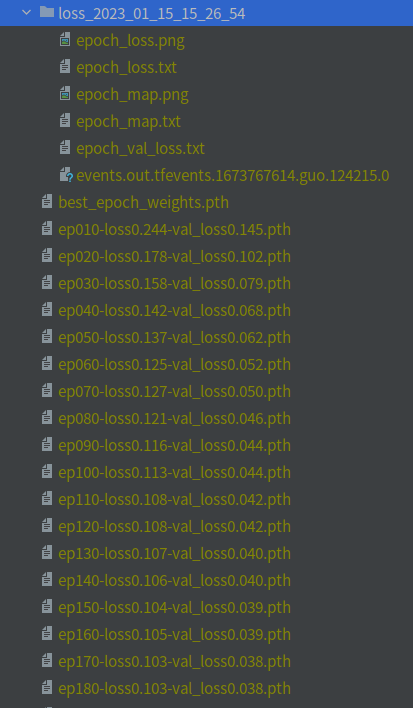 loss_2023_01_15_15_26_54
epoch_loss.png
epoch_loss.txt
epoch_map.png
epoch_map.txt
epoch_val_loss.txt
events.out.tfevents.1673767614.guo.124215.0
best_epoch_weights.pth
ep010-loss0.244-val_loss0.145.pth
ep020-loss0.178-val_loss0.102.pth
ep030-loss0.158-val_loss0.079.pth
ep040-loss0.142-val_loss0.068.pth
ep050-loss0.137-val_loss0.062.pth
ep060-loss0.125-val_loss0.052.pth
ep070-loss0.127-val_loss0.050.pth
ep080-loss0.121-val_loss0.046.pth
ep090-loss0.116-val_loss0.044.pth
ep100-loss0.113-val_loss0.044.pth
ep110-loss0.108-val_loss0.042.pth
ep120-loss0.108-val_loss0.042.pth
ep130-loss0.107-val_loss0.040.pth
ep140-loss0.106-val_loss0.040.pth
ep150-loss0.104-val_loss0.039.pth
ep160-loss0.105-val_loss0.039.pth
ep170-loss0.103-val_loss0.038.pth
ep180-loss0.103-val_loss0.038.pth